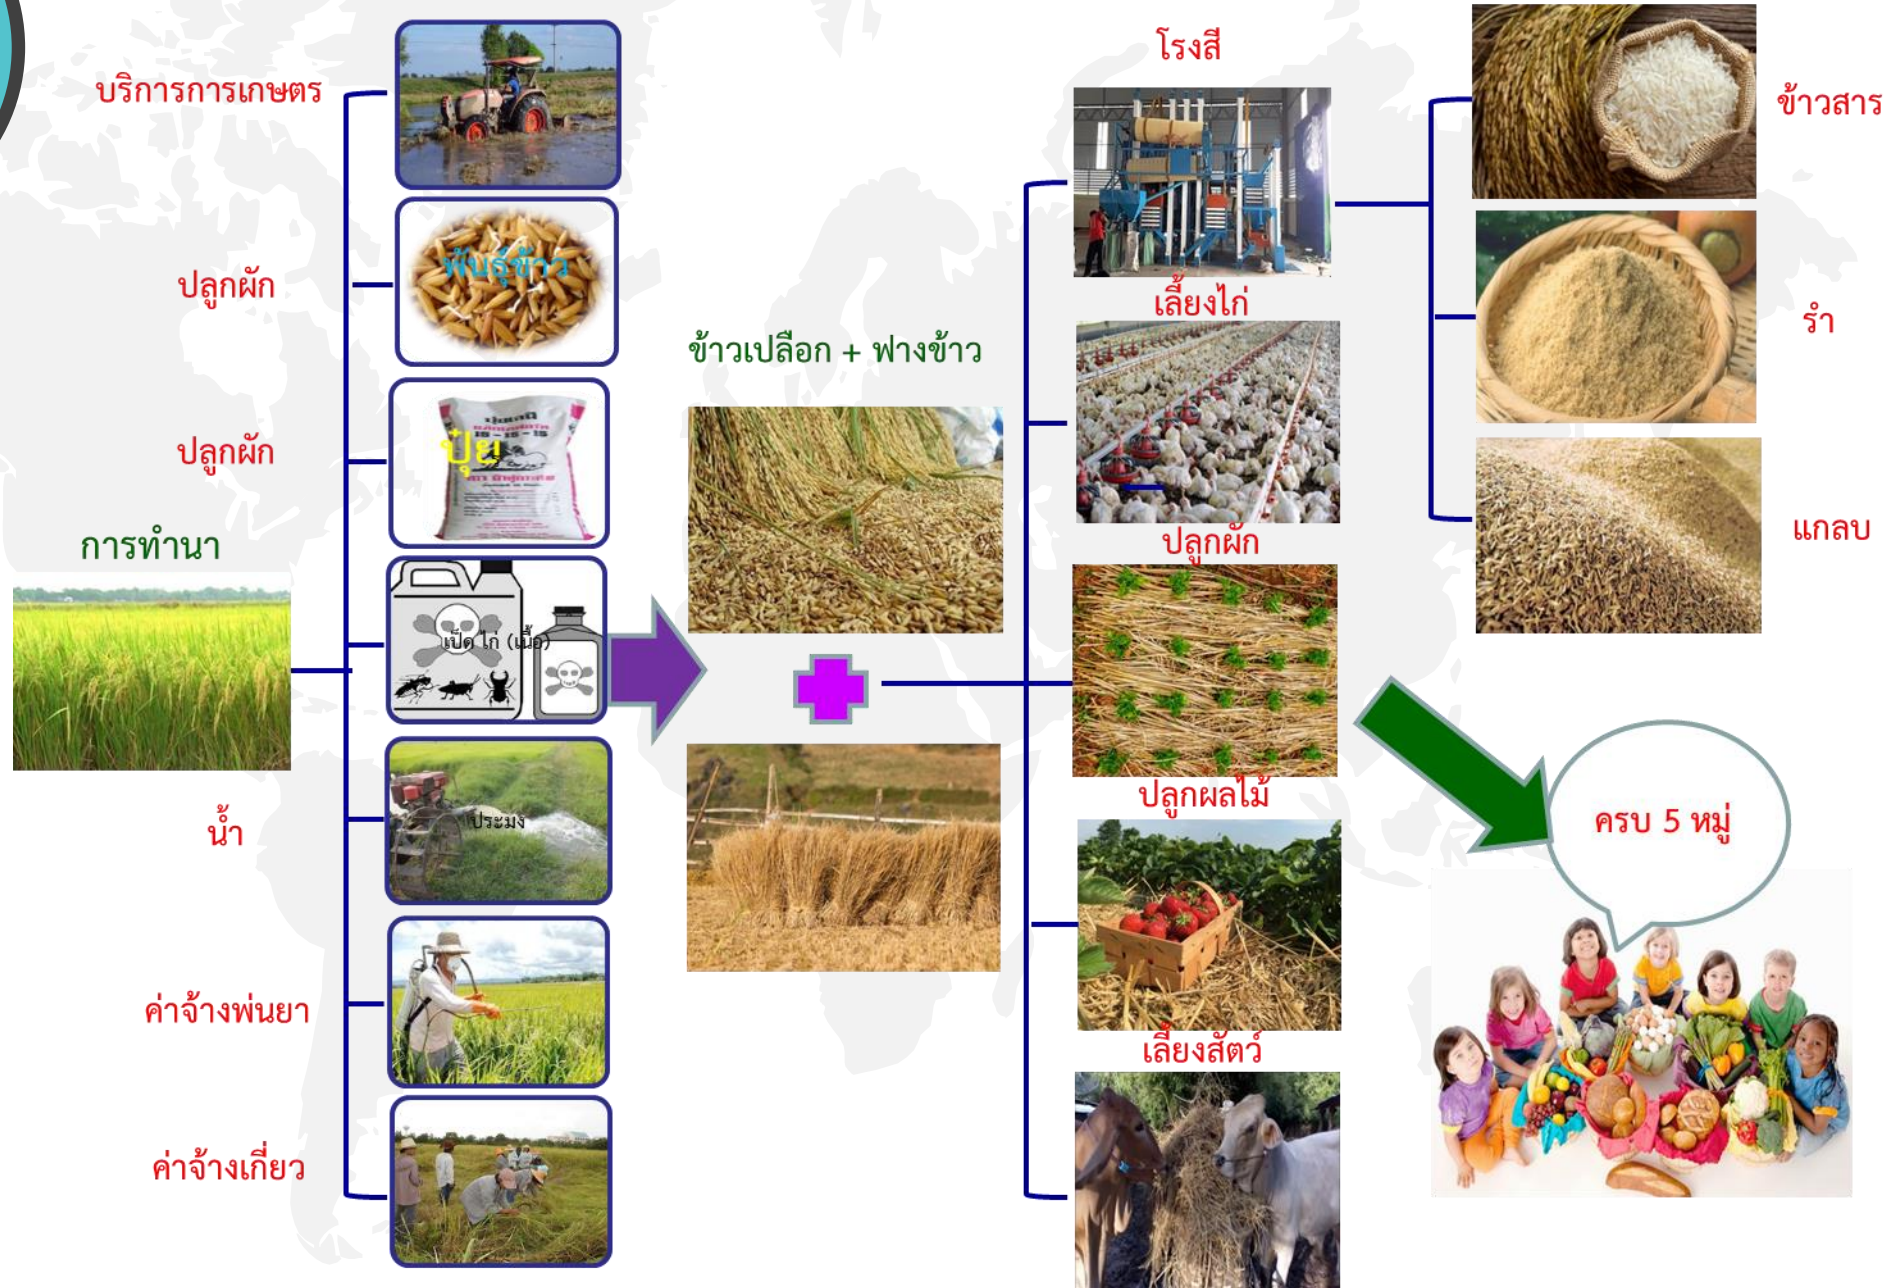 บริการการเกษตร
ปลูกผัก
พันธุ์ข้าว
ปลูกผัก
ปุ๋ย
15-15-15
การทำนา
เป็ด ไก่ (เนื้อ)
น้ำ
ประมง
ค่าจ้างพ่นยา
ค่าจ้างเกี่ยว
ข้าวเปลือก + ฟางข้าว
โรงสี
เลี้ยงไก่
ปลูกผัก
ปลูกผลไม้
เลี้ยงสัตว์
ข้าวสาร
รำ
แกลบ
ครบ 5 หมู่